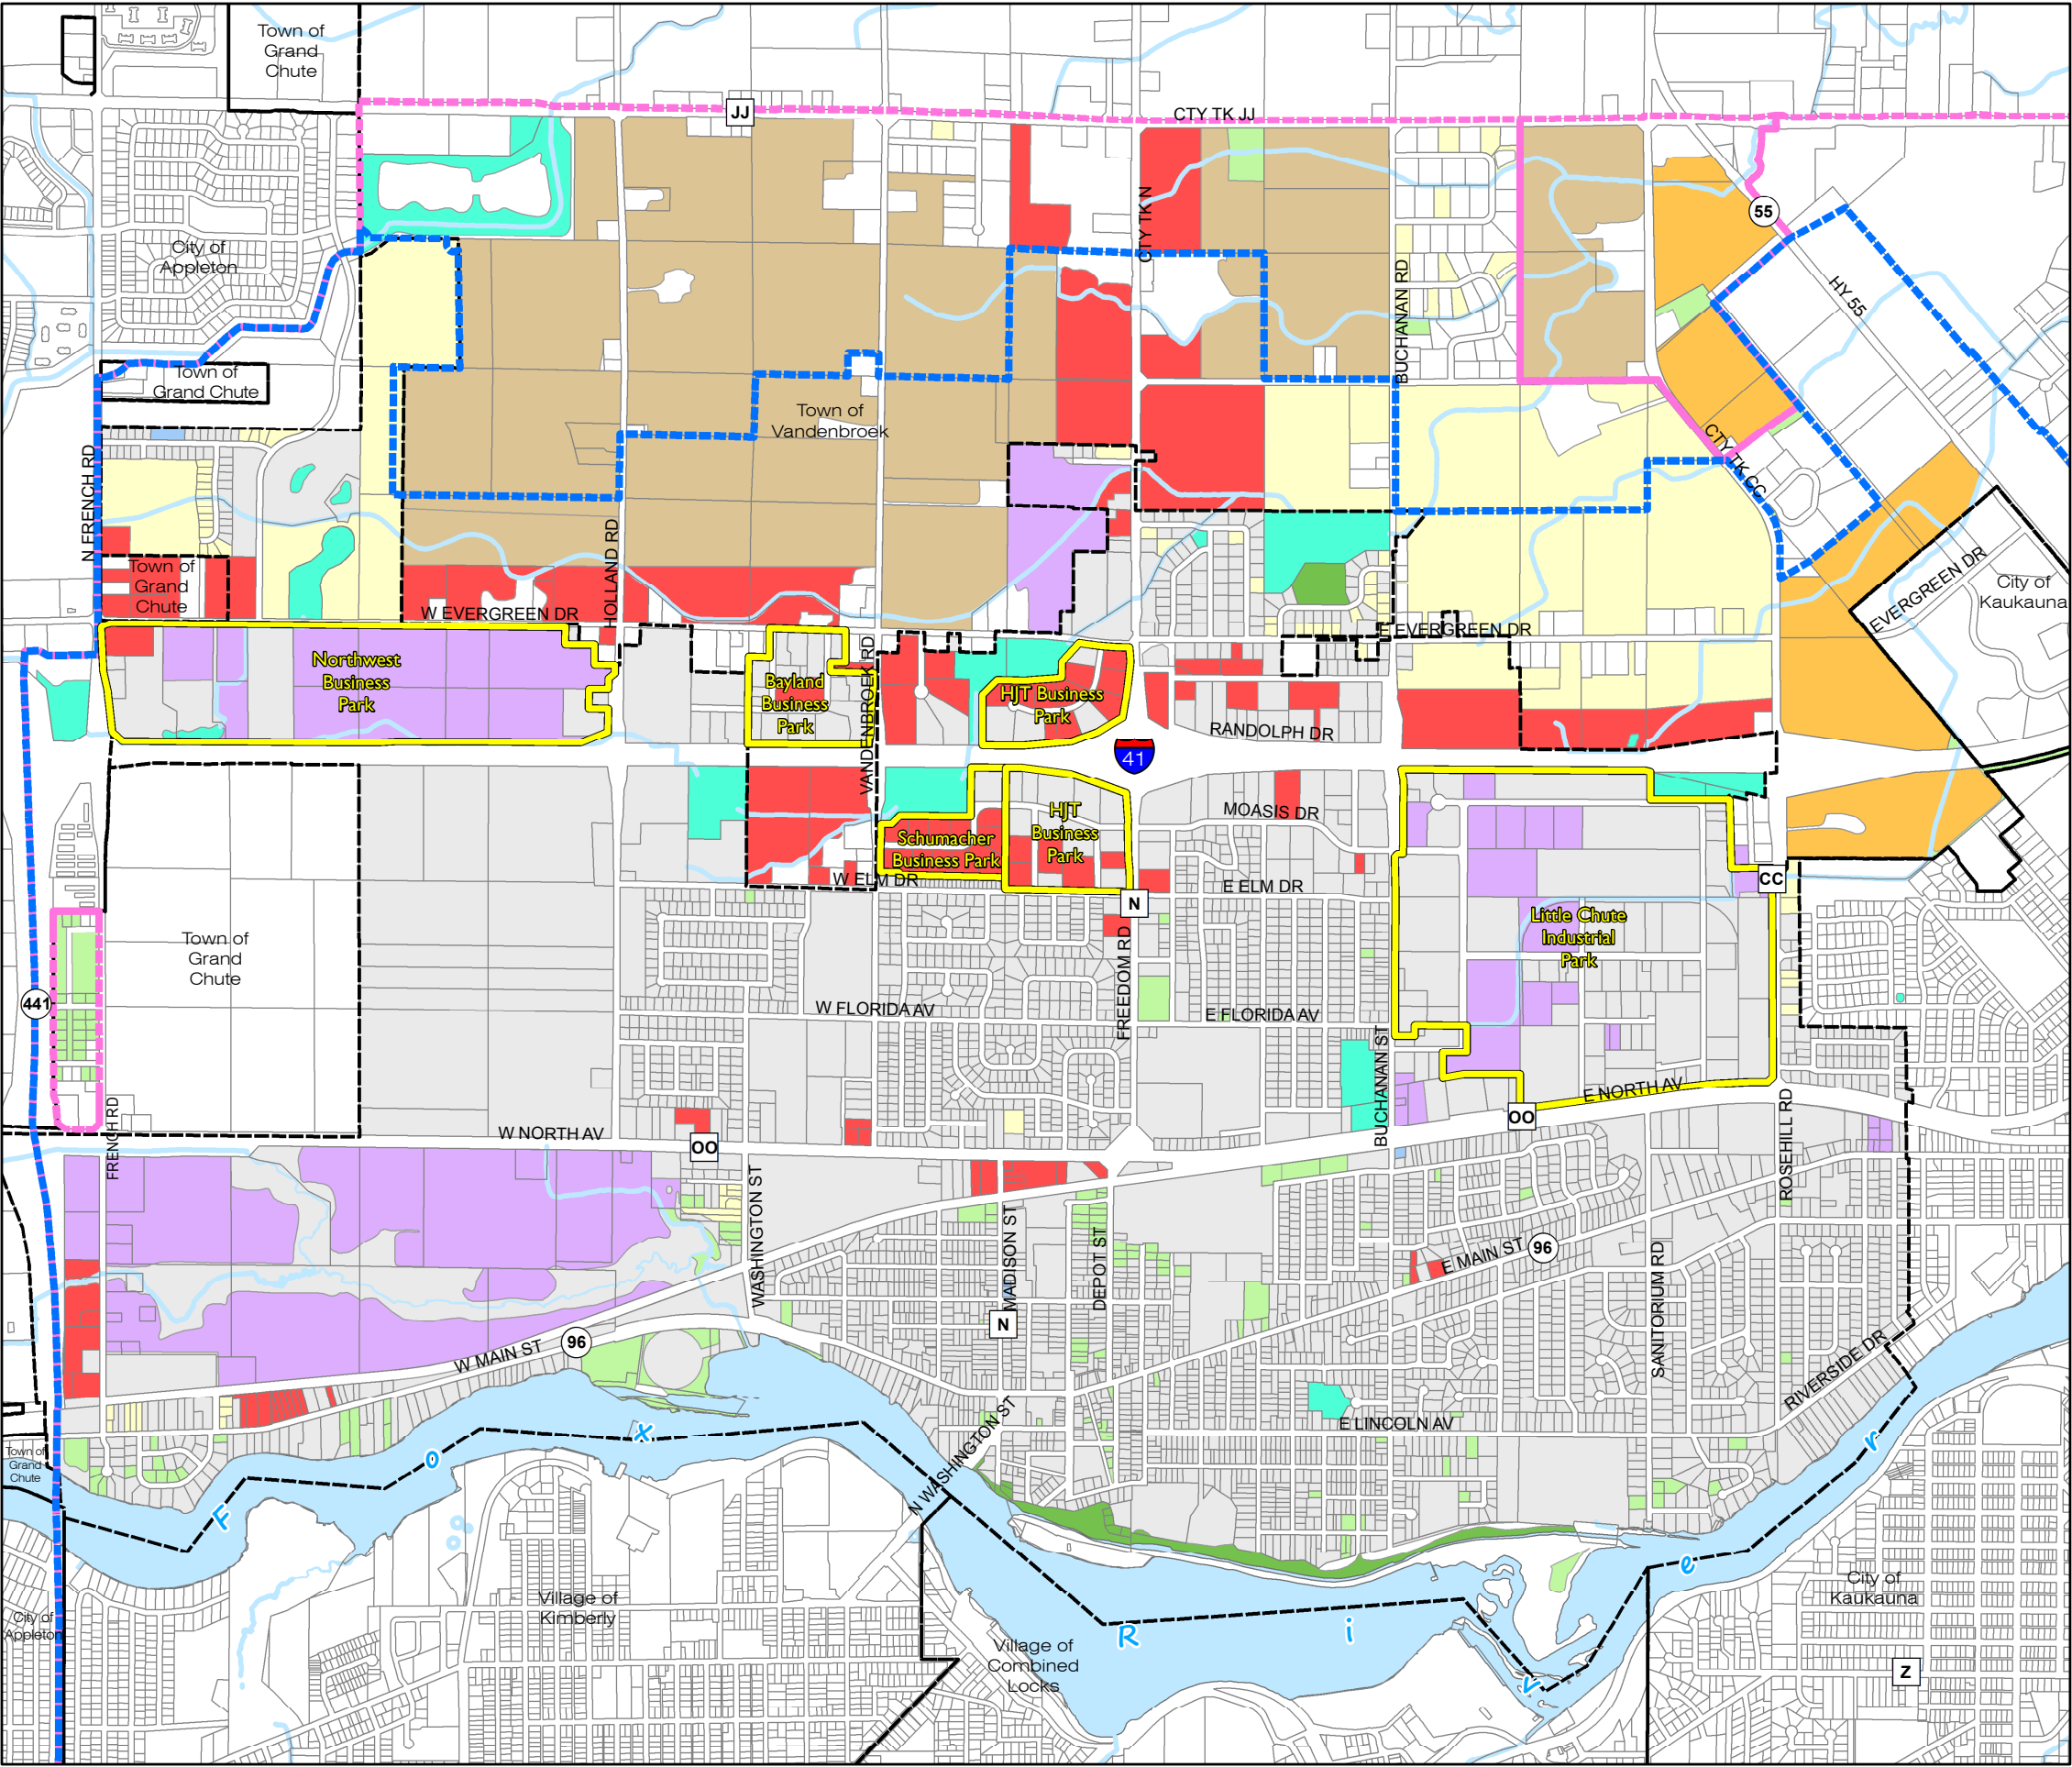 Town of
Grand
Chute
JJ
CTY TK JJ
CTY TK N
55
City of
Appleton
BUCHANAN RD
HY 55
Town of
Grand Chute
Town of
Vandenbroek
CTY TK CC
N FRENCH RD
HOLLAND RD
Town of
Grand
Chute
W EVERGREEN DR
E EVERGREEN DR
EVERGREEN DR
City of
Kaukauna
Northwest
Business
Park
Bayland
Business
Park
VANDENBROEK RD
HJT Business
Park
RANDOLPH DR
41
MOASIS DR
HJT
Business
Park
Schumacher
Business Park
W ELM DR
E ELM DR
CC
N
Little Chute
Industrial
Park
Town of
Grand
Chute
FREEDOM RD
441
W FLORIDA AV
E FLORIDA AV
BUCHANAN ST
E NORTH AV
OO
FRENCH RD
W NORTH AV
OO
ROSEHILL RD
WASHINGTON ST
MADISON ST
DEPOT ST
E MAIN ST
96
SANITORIUM RD
N
W MAIN ST
96
RIVERSIDE DR
N WASHINGTON ST
E LINCOLN AV
Town of
Grand
Chute
F o x
R i v e r
City of
Appleton
Village of
Kimberly
Village of
Combined
Locks
City of
Kaukauna
Z